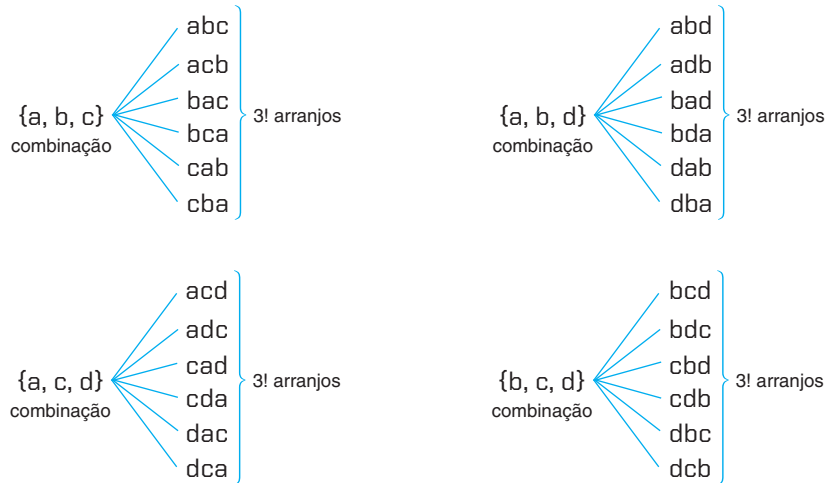 abc
acb
bac
{a, b, c}
3! arranjos
bca
combinação
cab
cba
abd
adb
bad
{a, b, d}
3! arranjos
bda
combinação
dab
dba
acd
adc
cad
{a, c, d}
3! arranjos
cda
combinação
dac
dca
bcd
bdc
cbd
{b, c, d}
3! arranjos
cdb
combinação
dbc
dcb